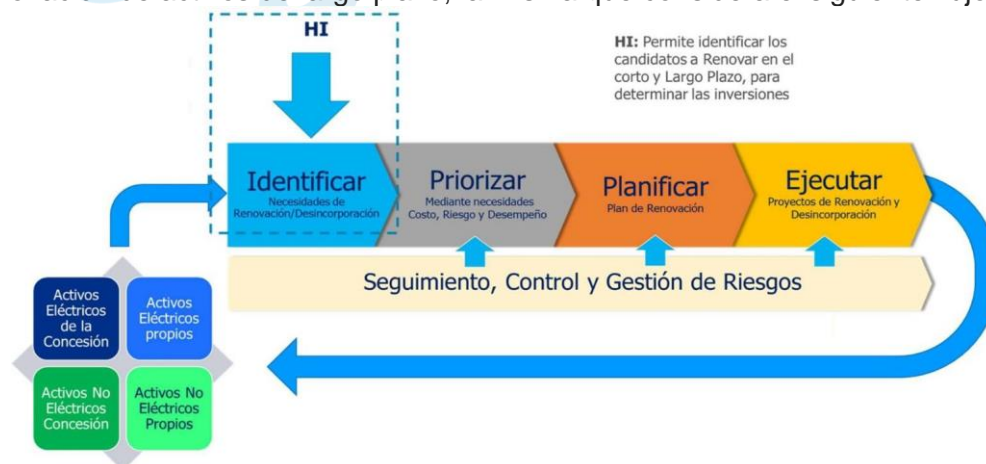 HI
HI: Permite identificar los
candidatos a Renovar en el
corto y Largo Plazo, para
determinar las inversiones
Identificar
Necesidades de
Renovación/Desincorporación
Priorizar
Mediante necesidades
Costo, Riesgo y Desempeño
Planificar
Plan de Renovación
Ejecutar
Proyectos de Renovación y
Desincorporación
Seguimiento, Control y Gestión de Riesgos
Activos
Eléctricos
de la
Concesión
Activos
Eléctricos
propios
Activos No
Eléctricos
Concesión
Activos No
Eléctricos
Propios